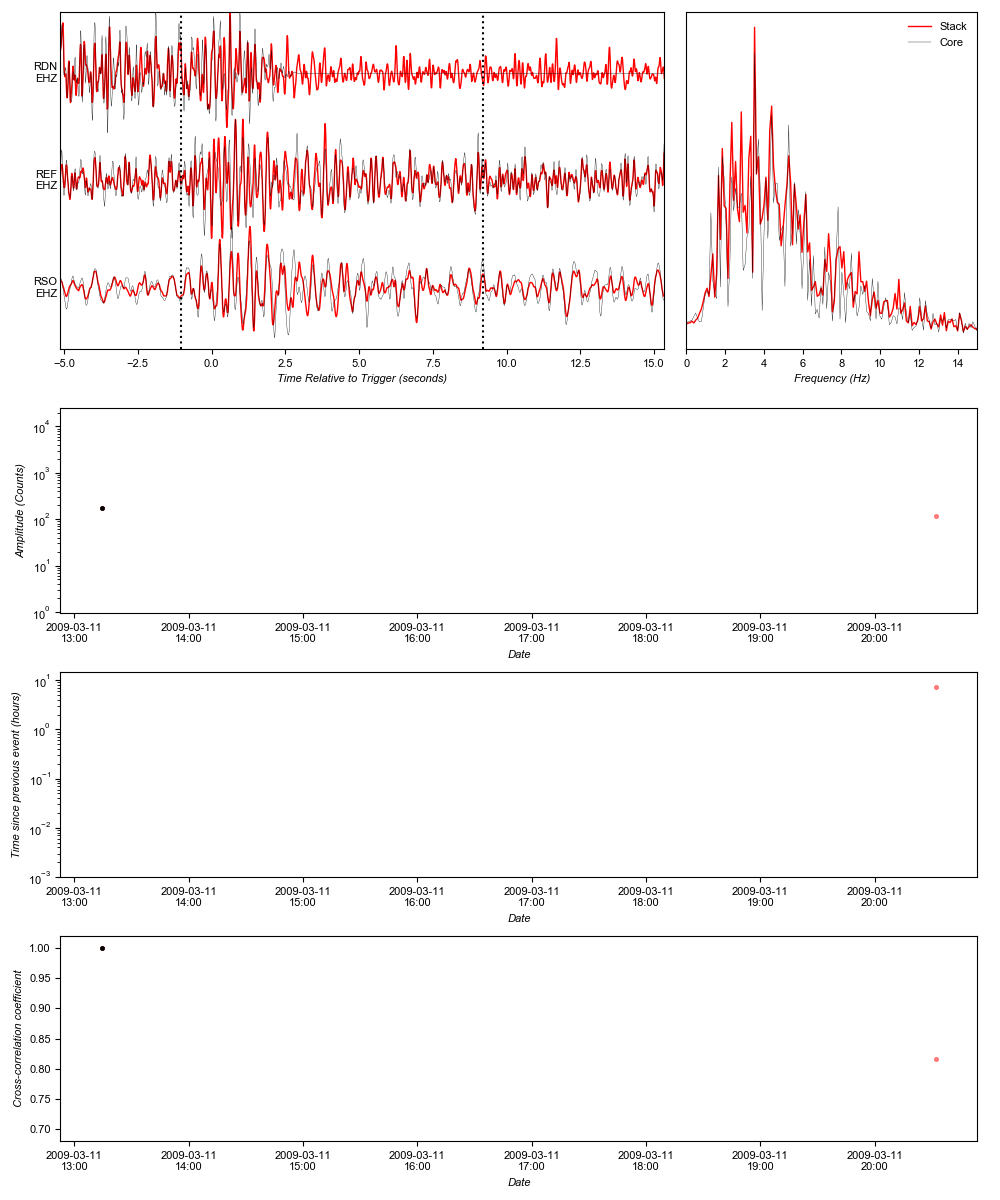 RDN
EHZ
REF
EHZ
RSO
EHZ
−5.0 −2.5 0.0 2.5 5.0 7.5 10.0 12.5 15.0
Time Relative to Trigger (seconds)
Stack
Core
0 2 4 6 8 10 12 14
Frequency (Hz)
Amplitude (Counts)
10⁴
10³
10²
10¹
10⁰
2009-03-11 2009-03-11 2009-03-11 2009-03-11 2009-03-11 2009-03-11 2009-03-11 2009-03-11
13:00 14:00 15:00 16:00 17:00 18:00 19:00 20:00
Date
Time since previous event (hours)
10¹
10⁰
10⁻¹
10⁻²
10⁻³
2009-03-11 2009-03-11 2009-03-11 2009-03-11 2009-03-11 2009-03-11 2009-03-11 2009-03-11
13:00 14:00 15:00 16:00 17:00 18:00 19:00 20:00
Date
Cross-correlation coefficient
1.00
0.95
0.90
0.85
0.80
0.75
0.70
2009-03-11 2009-03-11 2009-03-11 2009-03-11 2009-03-11 2009-03-11 2009-03-11 2009-03-11
13:00 14:00 15:00 16:00 17:00 18:00 19:00 20:00
Date